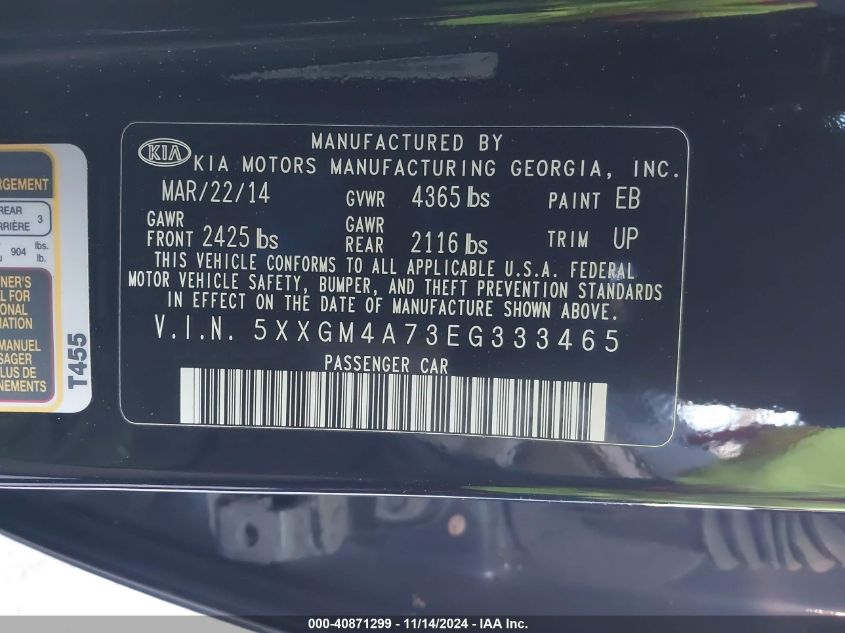 RGEMENT
REAR
RRIÈRE 3
904 lbs.
lb.
NER'S
L FOR
ONAL
MATION
MANUEL
SAGER
LUS DE
NEMENTS
T455
MANUFACTURED BY
KIA KIA MOTORS MANUFACTURING GEORGIA, INC.
MAR/22/14 GVWR 4365 lbs PAINT EB
GAWR FRONT 2425 lbs GAWR REAR 2116 lbs TRIM UP
THIS VEHICLE CONFORMS TO ALL APPLICABLE U.S.A. FEDERAL
MOTOR VEHICLE SAFETY, BUMPER, AND THEFT PREVENTION STANDARDS
IN EFFECT ON THE DATE OF MANUFACTURE SHOWN ABOVE.
V.I.N. 5XXGM4A73EG333465
PASSENGER CAR
000-40871299 - 11/14/2024 - IAA Inc.